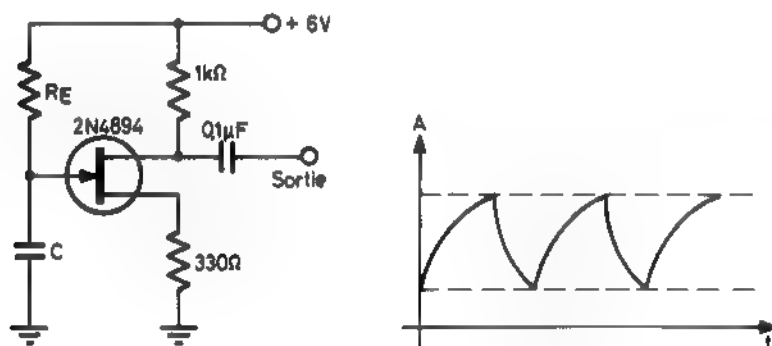 + 6V
1kΩ
RE
2N4894
0,1µF
Sortie
C
330Ω
A
t